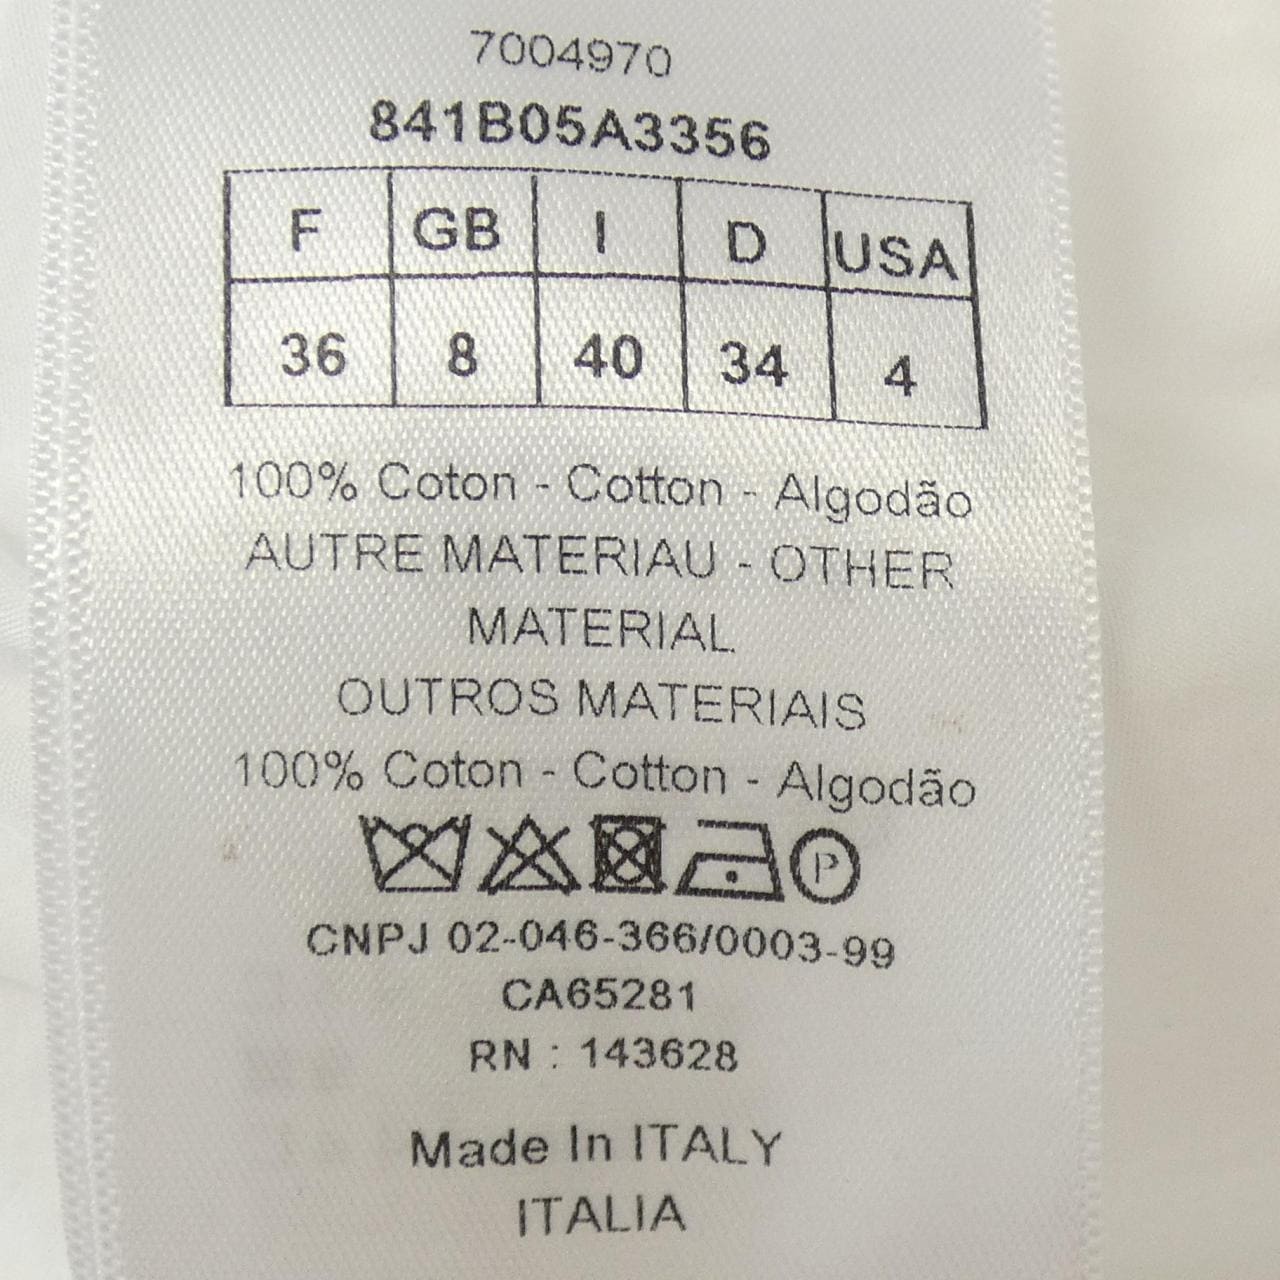 7004970
841B05A3356
F GB I D USA
36 8 40 34 4
100% Coton - Cotton - Algodão
AUTRE MATERIAU - OTHER
MATERIAL
OUTROS MATERIAIS
100% Coton - Cotton - Algodão
P
CNPJ 02-046-366/0003-99
CA65281
RN : 143628
Made In ITALY
ITALIA